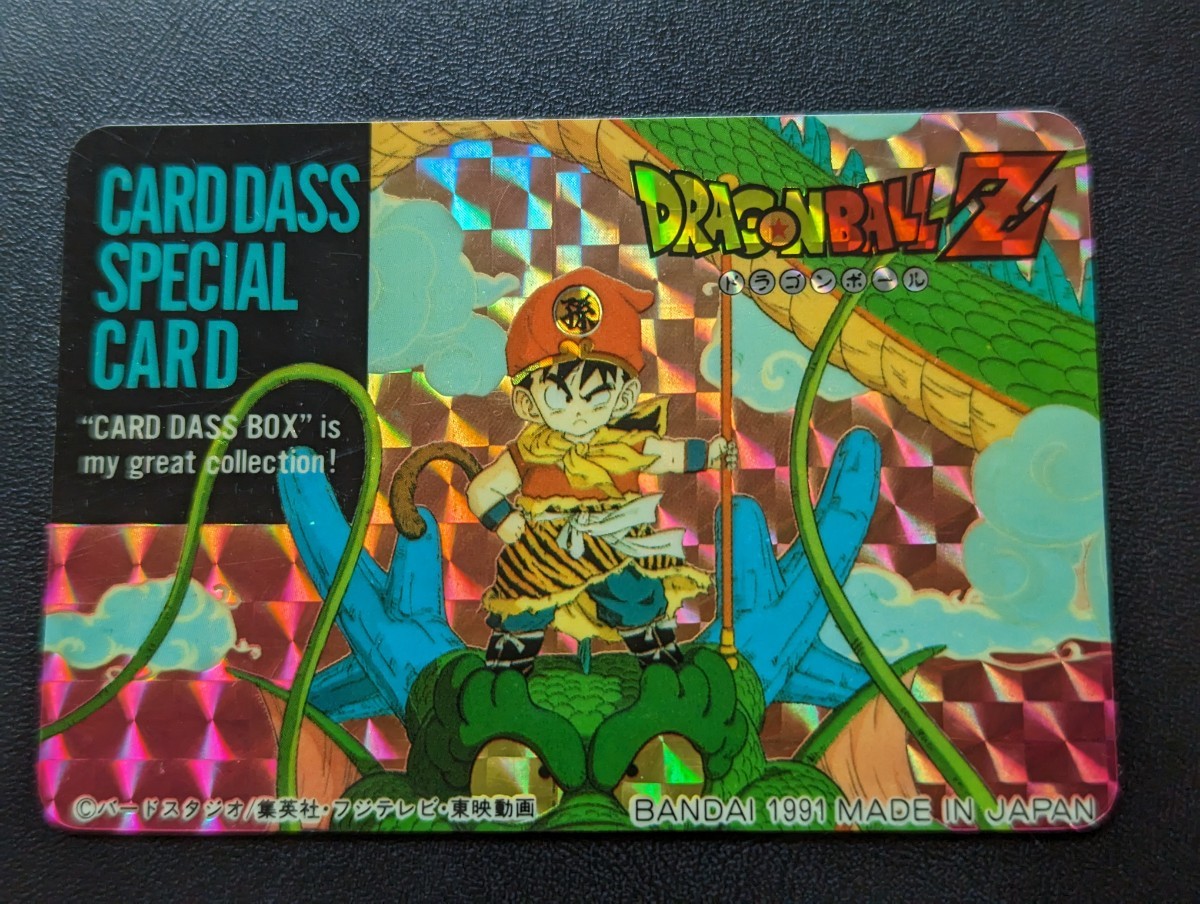 CARDDASS
SPECIAL
CARD
"CARD DASS BOX" is
my great collection!
DRAGONBALL Z
ドラゴンボール
孫
©バードスタジオ/集英社・フジテレビ・東映動画
BANDAI 1991 MADE IN JAPAN